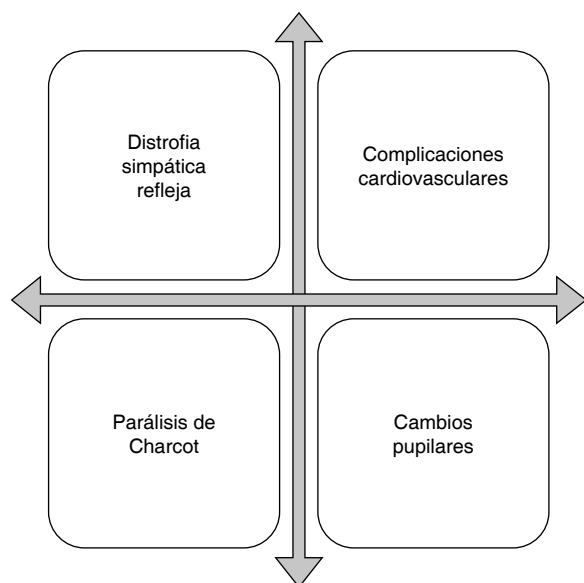 Distrofia
simpática
refleja
Complicaciones
cardiovasculares
Parálisis de
Charcot
Cambios
pupilares